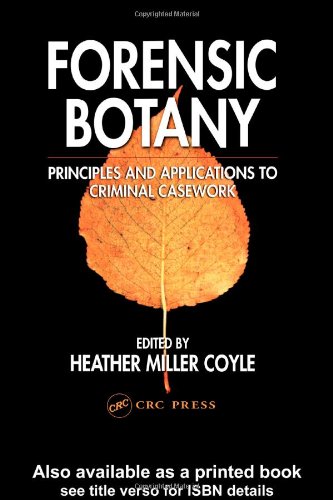 FORENSIC
BOTANY
PRINCIPLES AND APPLICATIONS TO
CRIMINAL CASEWORK
EDITED BY
HEATHER MILLER COYLE
CRC CRC PRESS
Also available as a printed book
see title verso for ISBN details